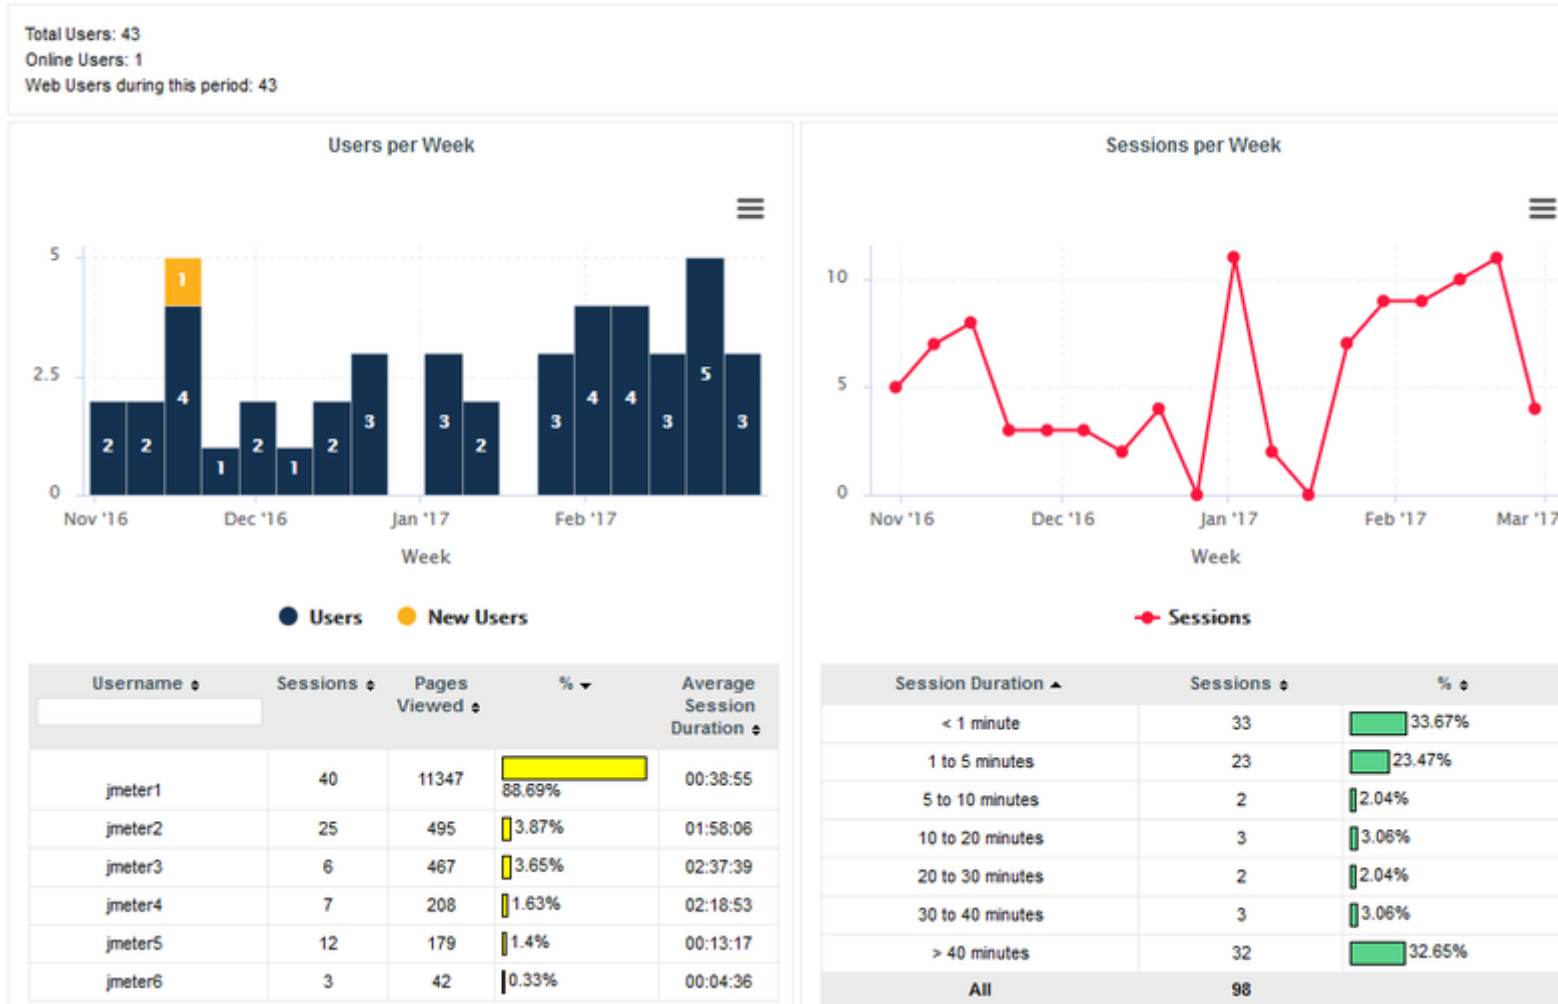 Total Users: 43
Online Users: 1
Web Users during this period: 43
Users per Week
5
2.5
0
2
2
4
1
1
2
1
2
3
3
2
3
4
4
3
5
3
Nov '16
Dec '16
Jan '17
Feb '17
Week
Users
New Users
Sessions per Week
10
5
0
Nov '16
Dec '16
Jan '17
Feb '17
Mar '17
Week
Sessions
Username Sessions Pages Viewed % Average Session Duration
jmeter1 40 11347 88.69% 00:38:55
jmeter2 25 495 3.87% 01:58:06
jmeter3 6 467 3.65% 02:37:39
jmeter4 7 208 1.63% 02:18:53
jmeter5 12 179 1.4% 00:13:17
jmeter6 3 42 0.33% 00:04:36
Session Duration Sessions %
< 1 minute 33 33.67%
1 to 5 minutes 23 23.47%
5 to 10 minutes 2 2.04%
10 to 20 minutes 3 3.06%
20 to 30 minutes 2 2.04%
30 to 40 minutes 3 3.06%
> 40 minutes 32 32.65%
All 98